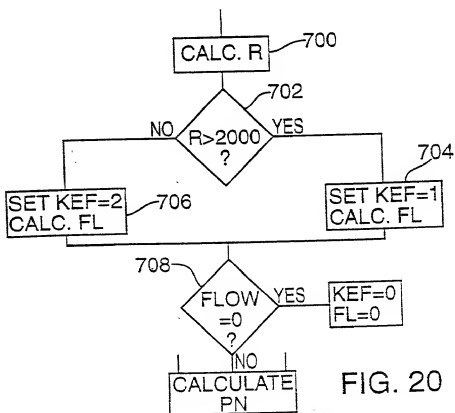 CALC. R
700
702
NO
R>2000
?
YES
704
SET KEF=2
CALC. FL
706
SET KEF=1
CALC. FL
708
FLOW
=0
?
YES
KEF=0
FL=0
NO
CALCULATE
PN
FIG. 20